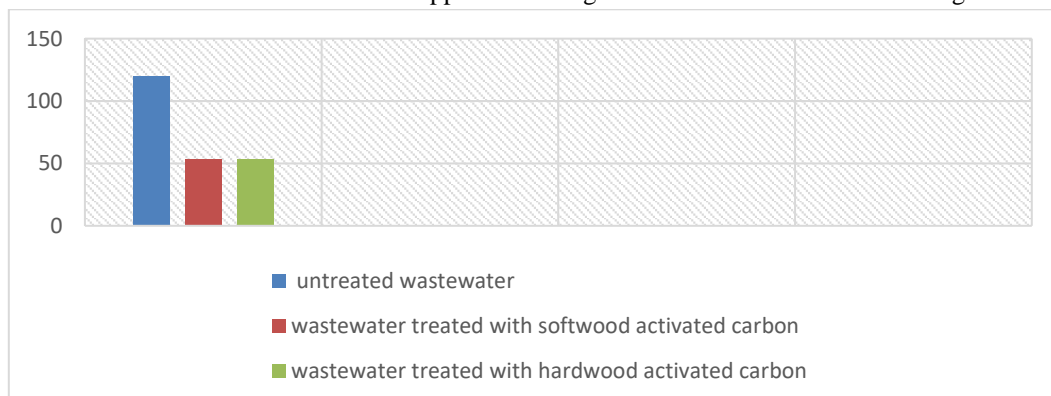 150
100
50
0
untreated wastewater
wastewater treated with softwood activated carbon
wastewater treated with hardwood activated carbon